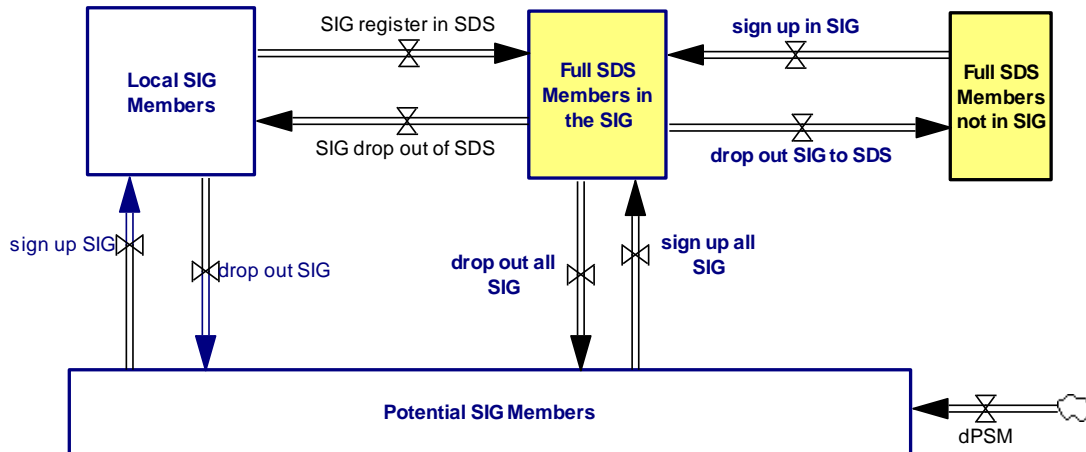 SIG register in SDS
sign up in SIG
Local SIG
Members
Full SDS
Members in
the SIG
Full SDS
Members
not in SIG
SIG drop out of SDS
drop out SIG to SDS
sign up SIG
drop out SIG
drop out all
SIG
sign up all
SIG
Potential SIG Members
dPSM